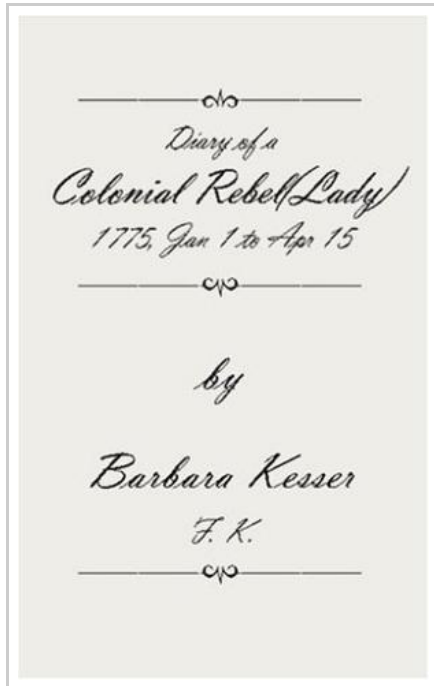 Diary of a
Colonial Rebel(Lady)
1775, Jan 1 to Apr 15
by
Barbara Kesser
F. K.